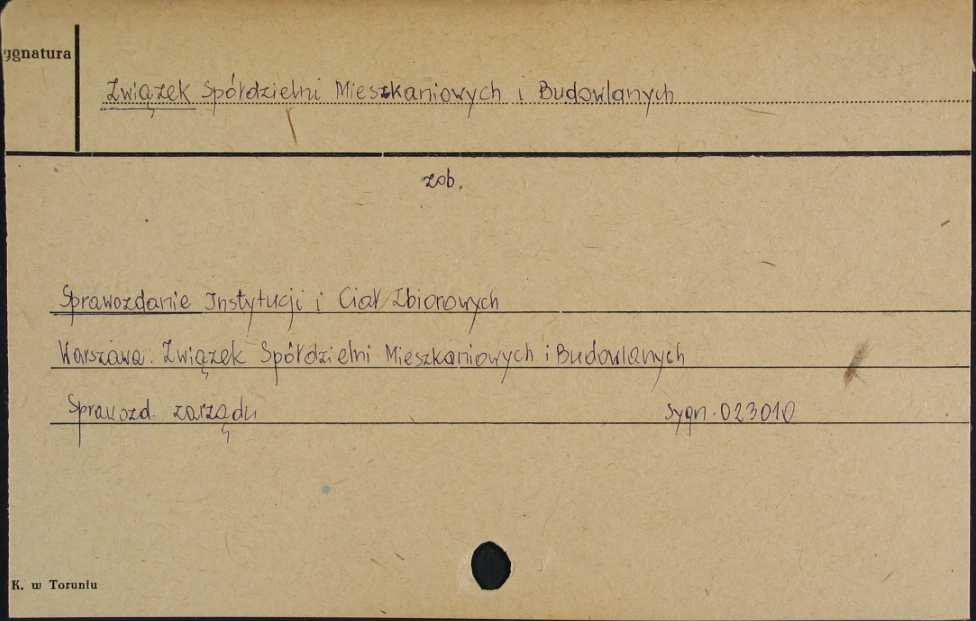 ygnatura
Związek Spółdzielni Mieszkaniowych i Budowlanych
zob.
Sprawozdanie Instytucji i Ciał Zbiorowych
Warszawa. Związek Spółdzielni Mieszkaniowych i Budowlanych
Sprawozd. zarządu sygn. 023010
K. w Toruniu